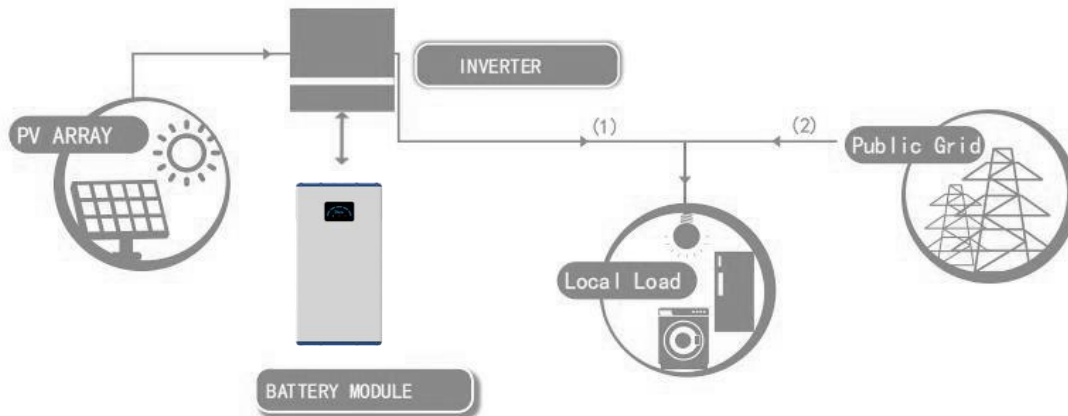 INVERTER
PV ARRAY
(1)
(2)
Public Grid
Local Load
BATTERY MODULE